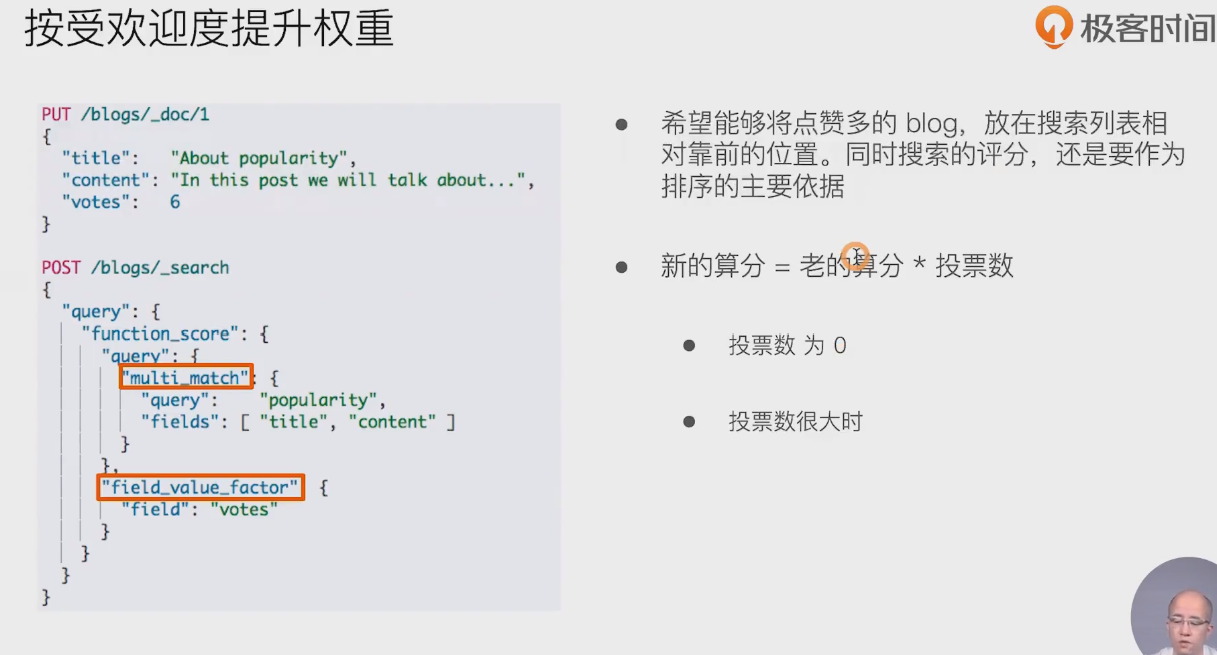 按受欢迎度提升权重
极客时间
PUT /blogs/_doc/1
{
"title": "About popularity",
"content": "In this post we will talk about...",
"votes": 6
}
POST /blogs/_search
{
"query": {
"function_score": {
"query": {
"multi_match": {
"query": "popularity",
"fields": [ "title", "content" ]
}
},
"field_value_factor" {
"field": "votes"
}
}
}
}
● 希望能够将点赞多的 blog，放在搜索列表相
对靠前的位置。同时搜索的评分，还是要作为
排序的主要依据
● 新的算分 = 老的算分 * 投票数
● 投票数 为 0
● 投票数很大时